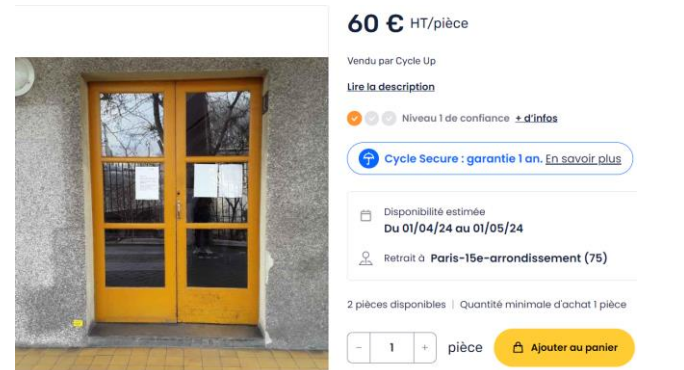 60 € HT/pièce
Vendu par Cycle Up
Lire la description
Niveau 1 de confiance + d'infos
Cycle Secure : garantie 1 an. En savoir plus
Disponibilité estimée
Du 01/04/24 au 01/05/24
Retrait à Paris-15e-arrondissement (75)
2 pièces disponibles | Quantité minimale d'achat 1 pièce
- 1 + pièce Ajouter au panier